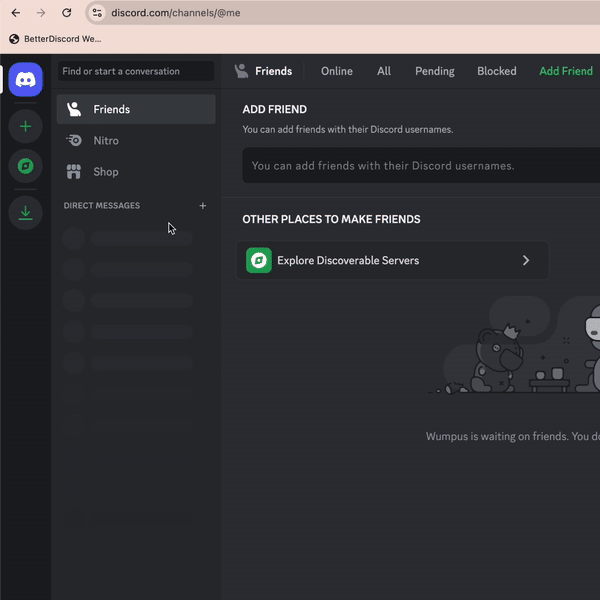 discord.com/channels/@me
BetterDiscord We...
Find or start a conversation
Friends
Online
All
Pending
Blocked
Add Friend
Friends
Nitro
Shop
DIRECT MESSAGES
ADD FRIEND
You can add friends with their Discord usernames.
You can add friends with their Discord usernames.
OTHER PLACES TO MAKE FRIENDS
Explore Discoverable Servers
Wumpus is waiting on friends. You do